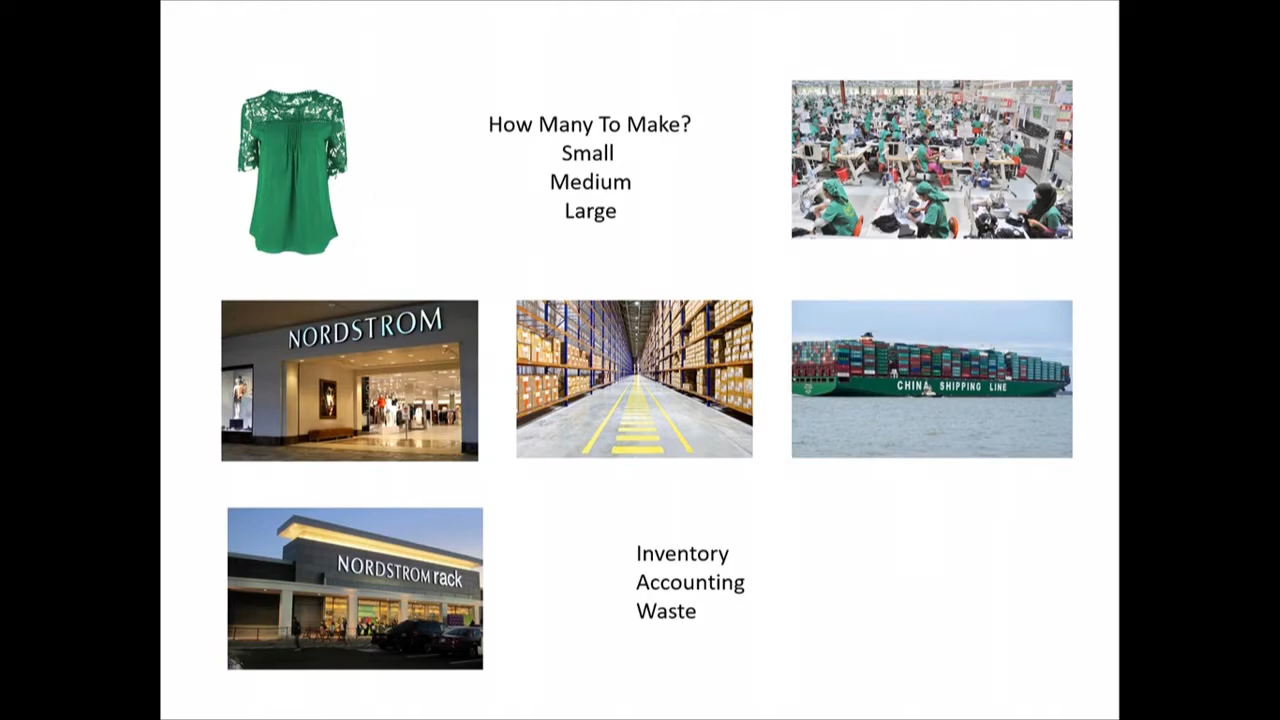 How Many To Make?
Small
Medium
Large
NORDSTROM
CHINA SHIPPING LINE
NORDSTROM rack
Inventory
Accounting
Waste